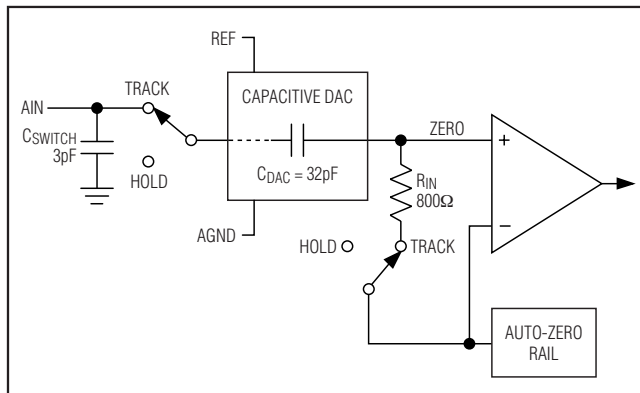 REF
TRACK
CAPACITIVE DAC
AIN
ZERO
+
CSWITCH
3pF
HOLD
CDAC = 32pF
RIN
800Ω
−
AGND
HOLD
TRACK
AUTO-ZERO
RAIL